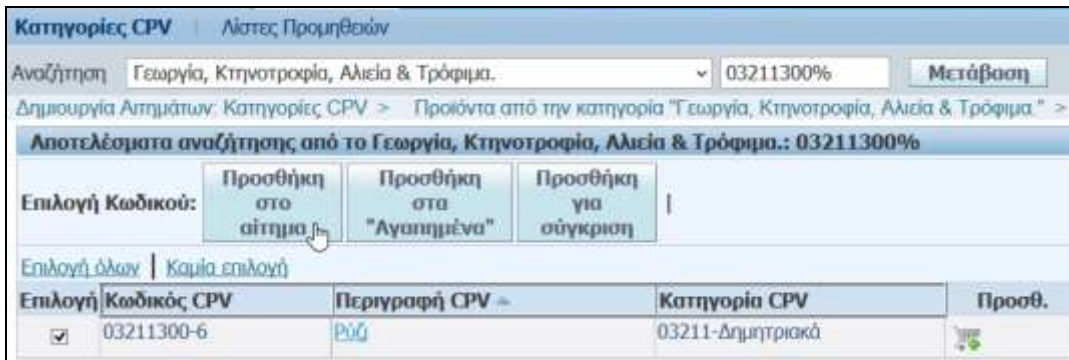 Κατηγορίες CPV | Λίστες Προμηθειών
Αναζήτηση Γεωργία, Κτηνοτροφία, Αλιεία & Τρόφιμα. 03211300% Μετάβαση
Δημιουργία Αιτημάτων: Κατηγορίες CPV > Προϊόντα από την κατηγορία "Γεωργία, Κτηνοτροφία, Αλιεία & Τρόφιμα." >
Αποτελέσματα αναζήτησης από το Γεωργία, Κτηνοτροφία, Αλιεία & Τρόφιμα.: 03211300%
Επιλογή Κωδικού:
Προσθήκη στο αίτημα
Προσθήκη στα "Αγαπημένα"
Προσθήκη για σύγκριση
|
Επιλογή όλων | Καμία επιλογή
Επιλογή Κωδικός CPV Περιγραφή CPV Κατηγορία CPV Προσθ.
03211300-6 Ρύζι 03211-Δημητριακά